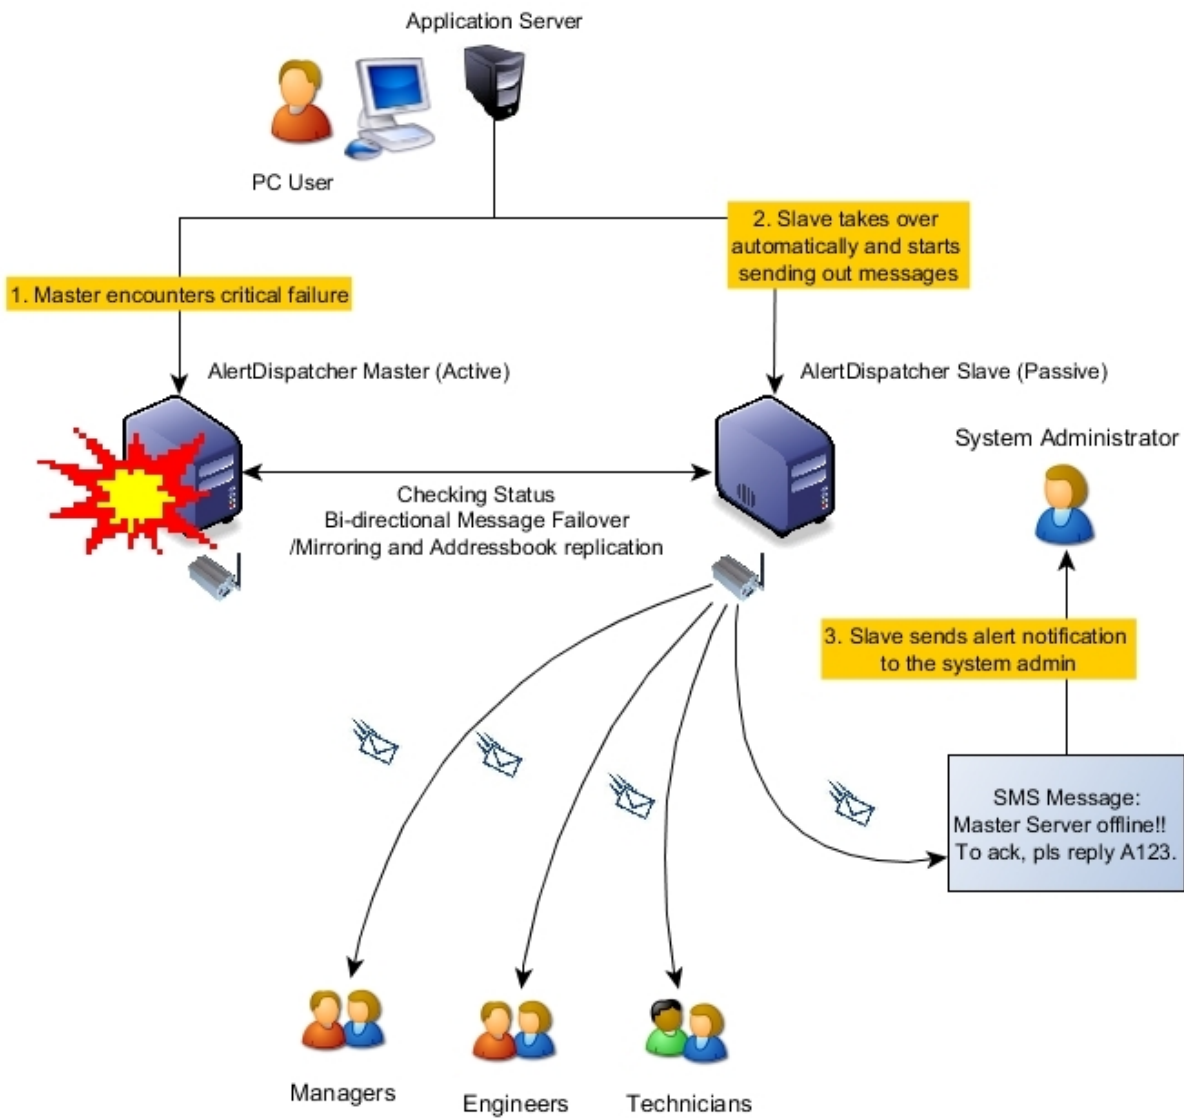 Application Server
PC User
2. Slave takes over
automatically and starts
sending out messages
1. Master encounters critical failure
AlertDispatcher Master (Active)
AlertDispatcher Slave (Passive)
System Administrator
Checking Status
Bi-directional Message Failover
/Mirroring and Addressbook replication
3. Slave sends alert notification
to the system admin
SMS Message:
Master Server offline!!
To ack, pls reply A123.
Managers
Engineers
Technicians